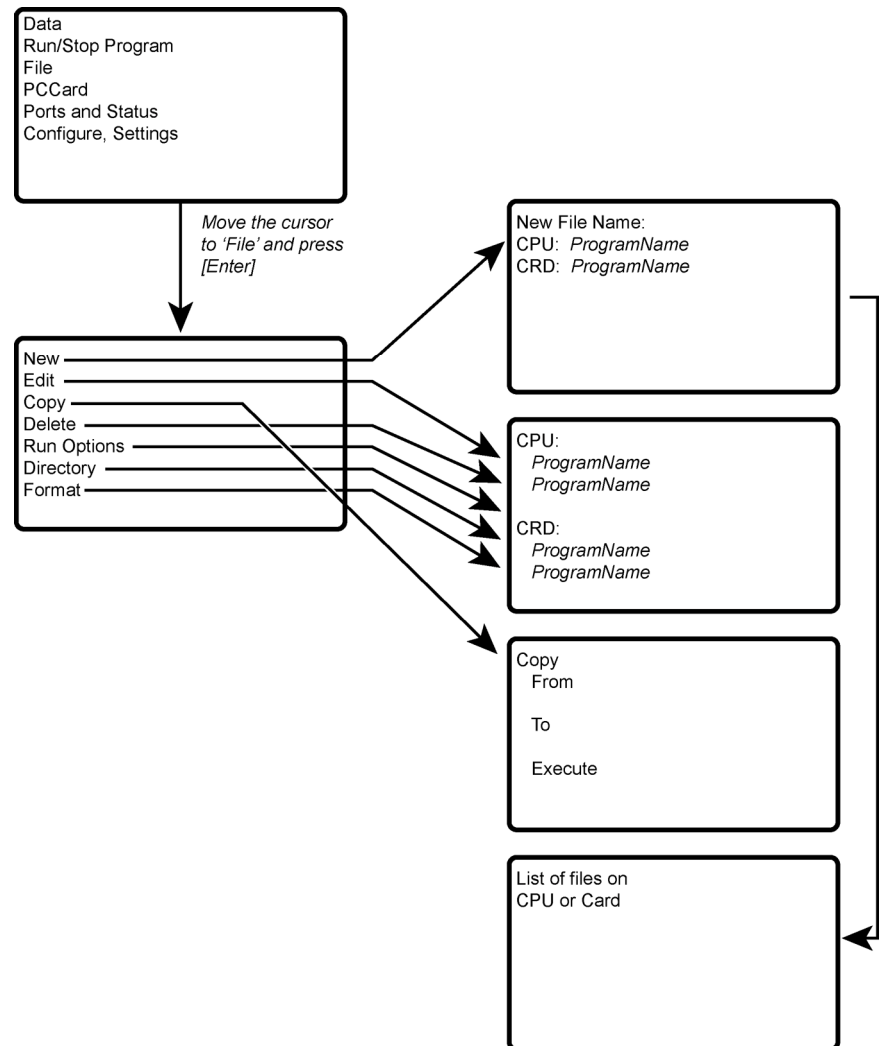 Data
Run/Stop Program
File
PCCard
Ports and Status
Configure, Settings
Move the cursor
to ‘File’ and press
[Enter]
New
Edit
Copy
Delete
Run Options
Directory
Format
New File Name:
CPU: ProgramName
CRD: ProgramName
CPU:
ProgramName
ProgramName
CRD:
ProgramName
ProgramName
Copy
From
To
Execute
List of files on
CPU or Card